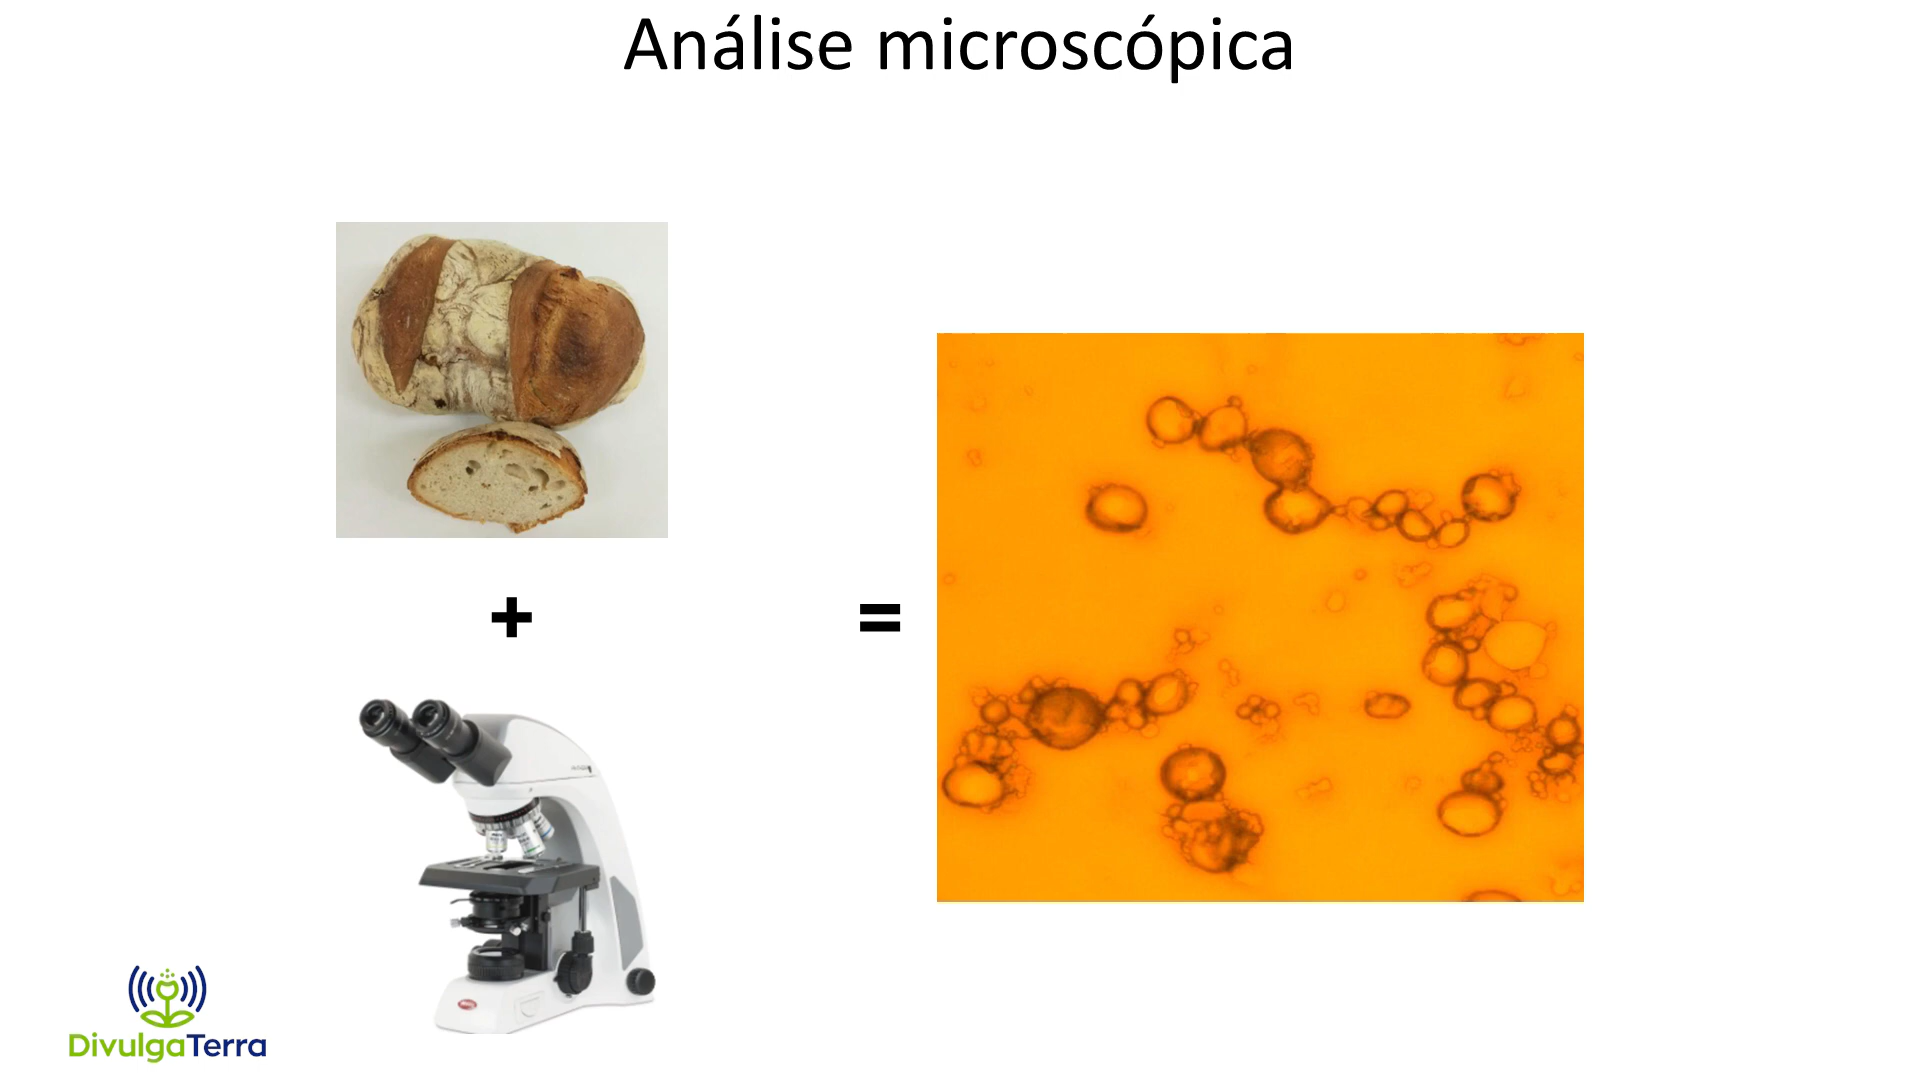 Análise microscópica
+
=
DivulgaTerra